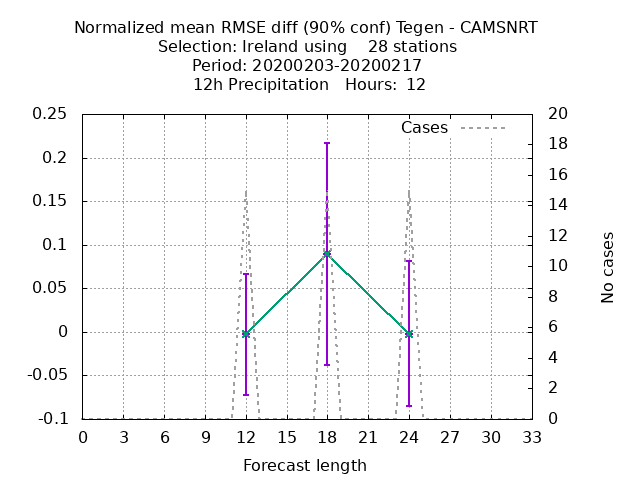 Normalized mean RMSE diff (90% conf) Tegen - CAMSNRT
Selection: Ireland using    28 stations
Period: 20200203-20200217
12h Precipitation   Hours:  12
Cases
0.25
0.2
0.15
0.1
0.05
0
-0.05
-0.1
20
18
16
14
12
10
8
6
4
2
0
No cases
0 3 6 9 12 15 18 21 24 27 30 33
Forecast length